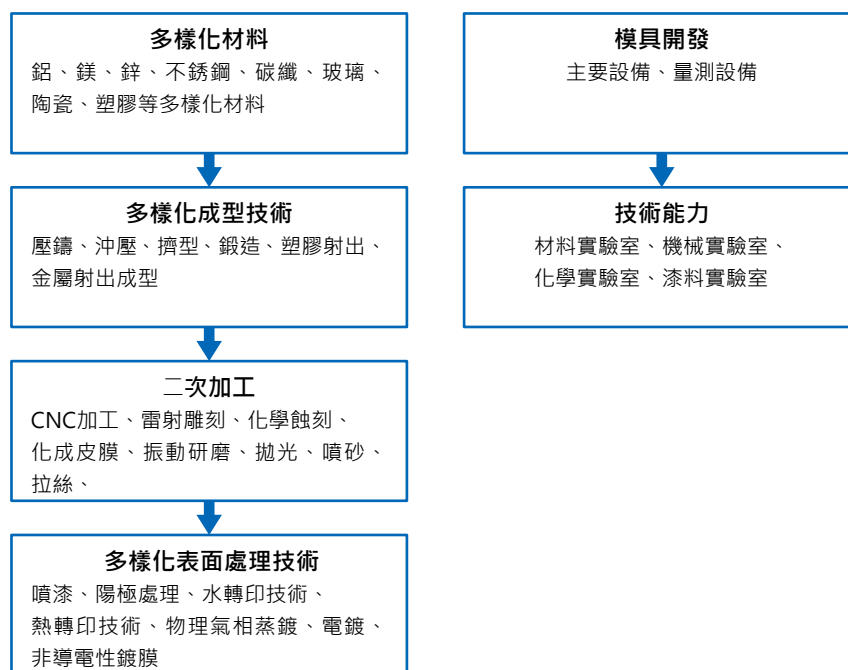 多樣化材料
鋁、鎂、鋅、不銹鋼、碳纖、玻璃、
陶瓷、塑膠等多樣化材料
多樣化成型技術
壓鑄、沖壓、擠型、鍛造、塑膠射出、
金屬射出成型
二次加工
CNC加工、雷射雕刻、化學蝕刻、
化成皮膜、振動研磨、拋光、噴砂、
拉絲、
多樣化表面處理技術
噴漆、陽極處理、水轉印技術、
熱轉印技術、物理氣相蒸鍍、電鍍、
非導電性鍍膜
模具開發
主要設備、量測設備
技術能力
材料實驗室、機械實驗室、
化學實驗室、漆料實驗室